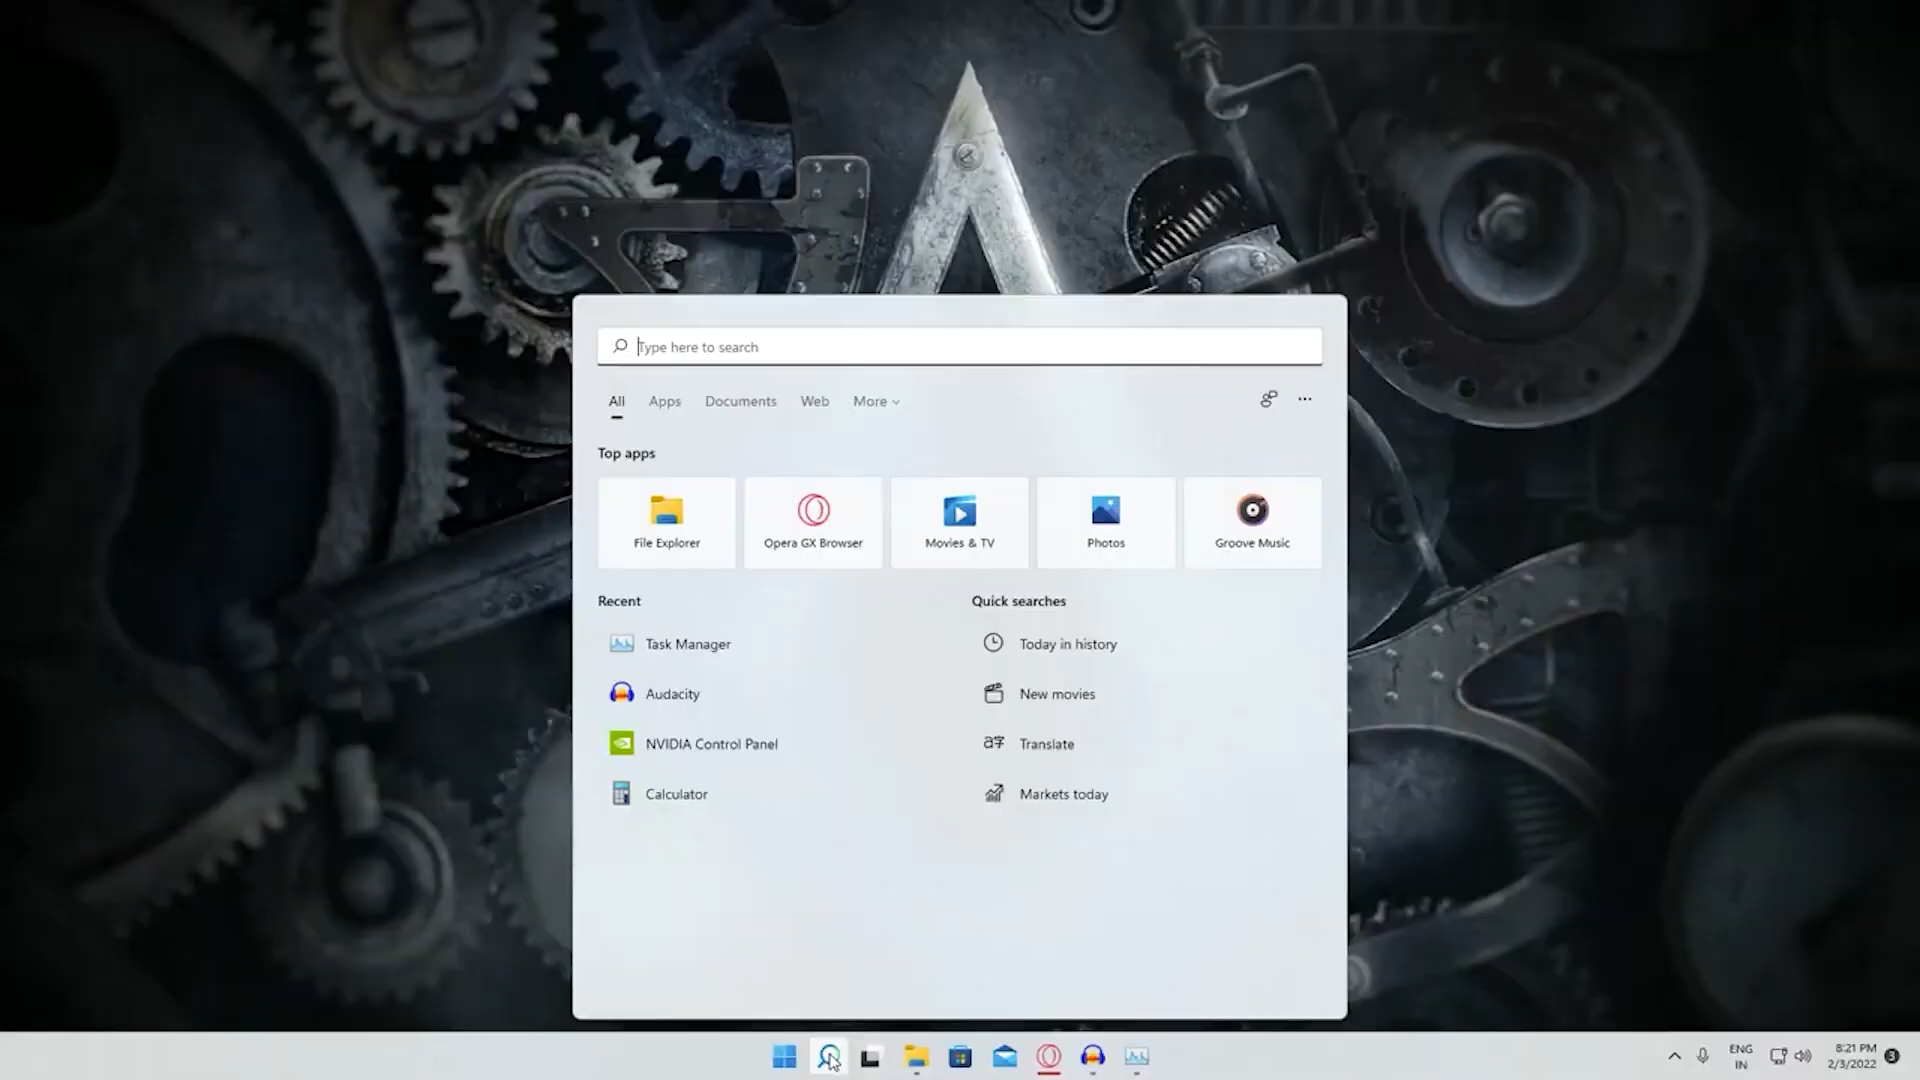 Type here to search
All Apps Documents Web More
Top apps
File Explorer Opera GX Browser Movies & TV Photos Groove Music
Recent Quick searches
Task Manager Today in history
Audacity New movies
NVIDIA Control Panel Translate
Calculator Markets today
ENG 8:21 PM
IN 2/3/2022 3